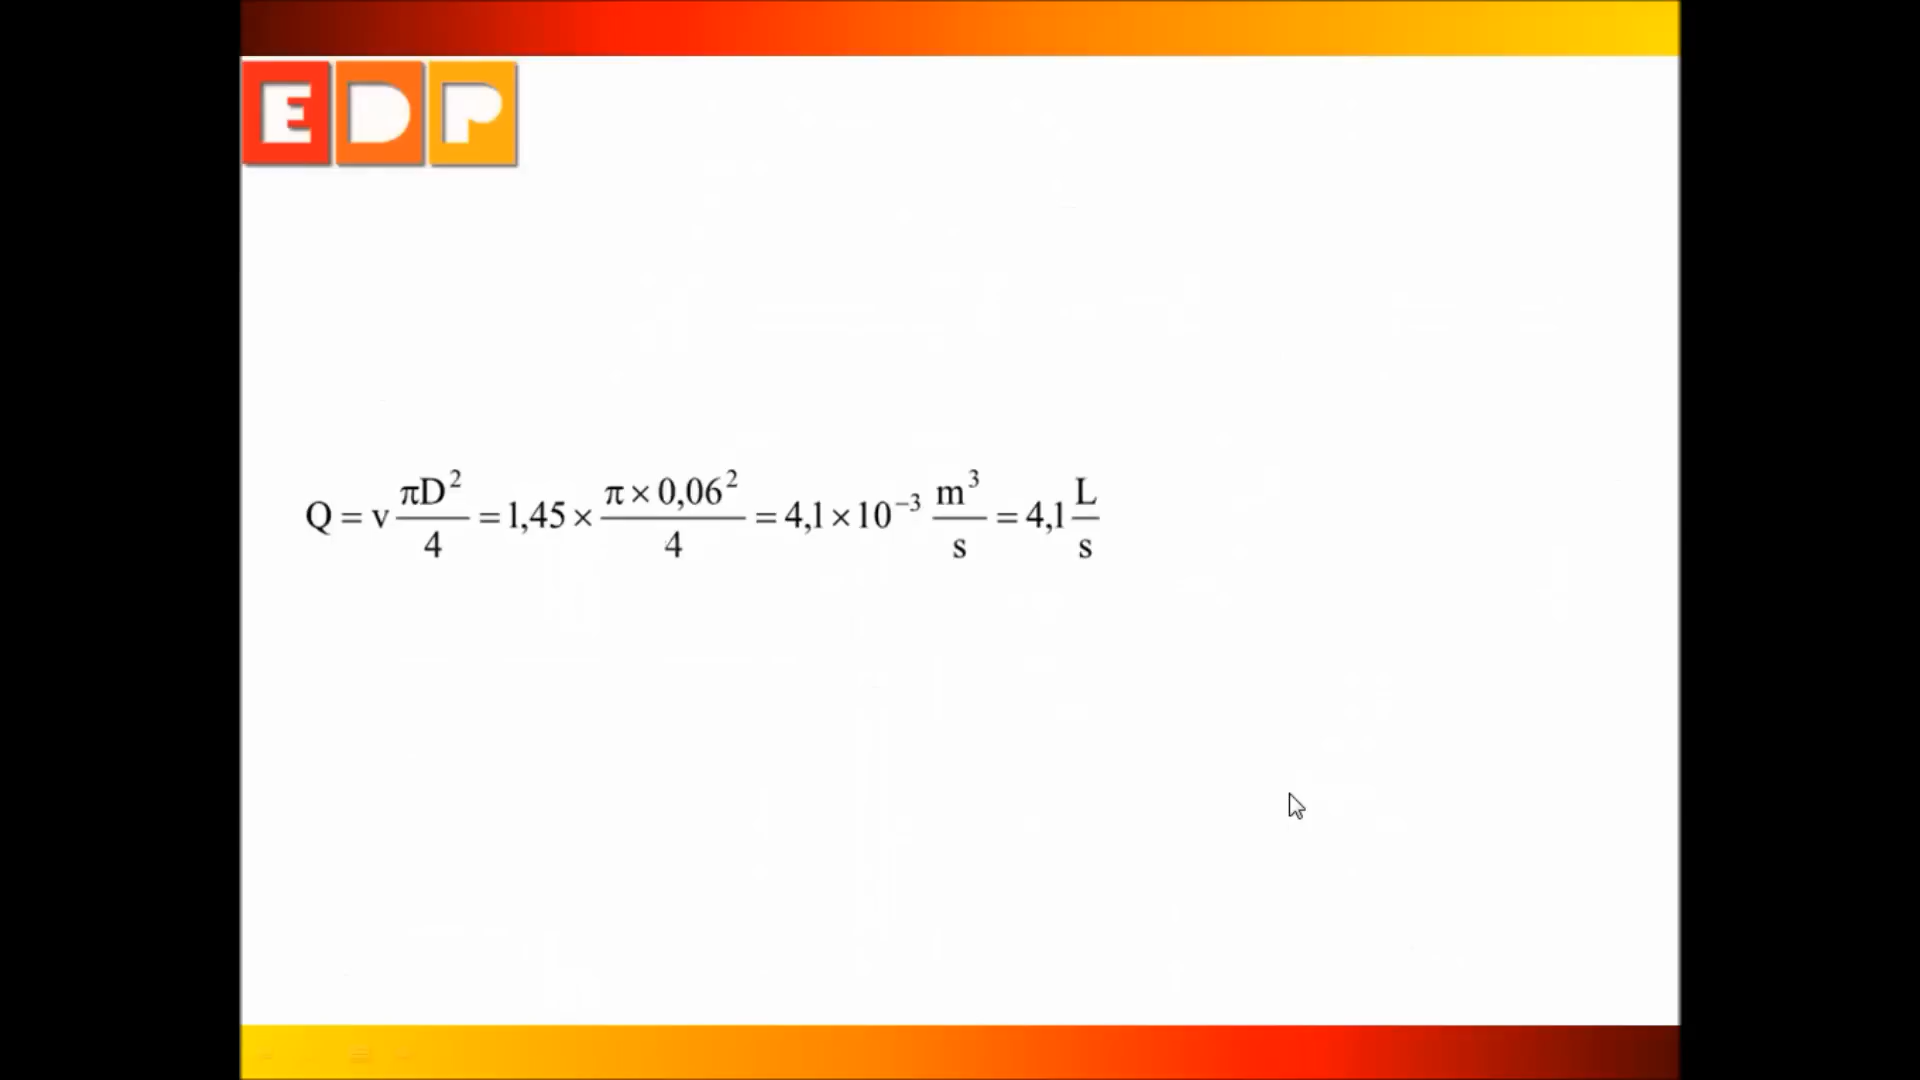 EDP
Q = v πD²/4 = 1,45 × π × 0,06²/4 = 4,1 × 10⁻³ m³/s = 4,1 L/s